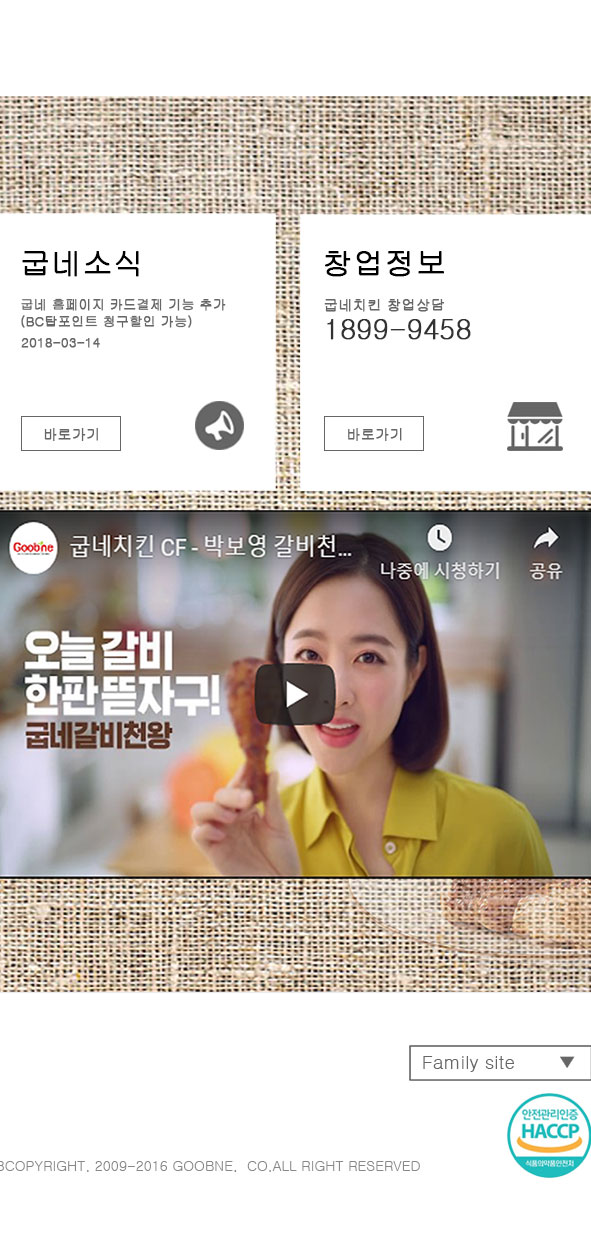 굽네소식
굽네 홈페이지 카드결제 기능 추가
(BC탑포인트 청구할인 가능)
2018-03-14
바로가기
창업정보
굽네치킨 창업상담
1899-9458
바로가기
Goobne
굽네치킨 CF - 박보영 갈비천...
나중에 시청하기
공유
오늘 갈비
한판 뜯자구!
굽네갈비천왕
Family site
안전관리인증
HACCP
식품의약품안전처
COPYRIGHT. 2009-2016 GOOBNE, CO.ALL RIGHT RESERVED